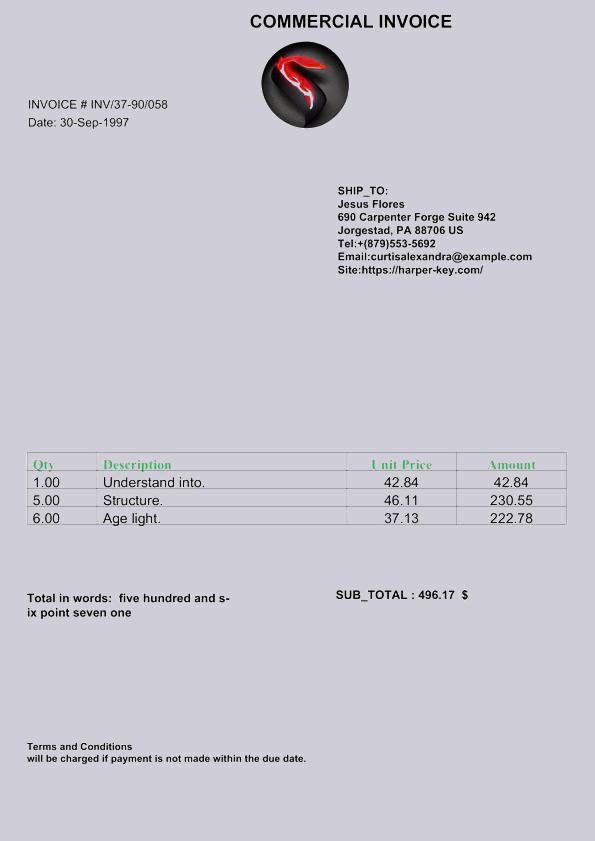 COMMERCIAL INVOICE
INVOICE # INV/37-90/058
Date: 30-Sep-1997
SHIP_TO:
Jesus Flores
690 Carpenter Forge Suite 942
Jorgestad, PA 88706 US
Tel:+(879)553-5692
Email:curtisalexandra@example.com
Site:https://harper-key.com/
Qty Description Unit Price Amount
1.00 Understand into. 42.84 42.84
5.00 Structure. 46.11 230.55
6.00 Age light. 37.13 222.78
Total in words:  five hundred and s-
ix point seven one
SUB_TOTAL : 496.17  $
Terms and Conditions
will be charged if payment is not made within the due date.